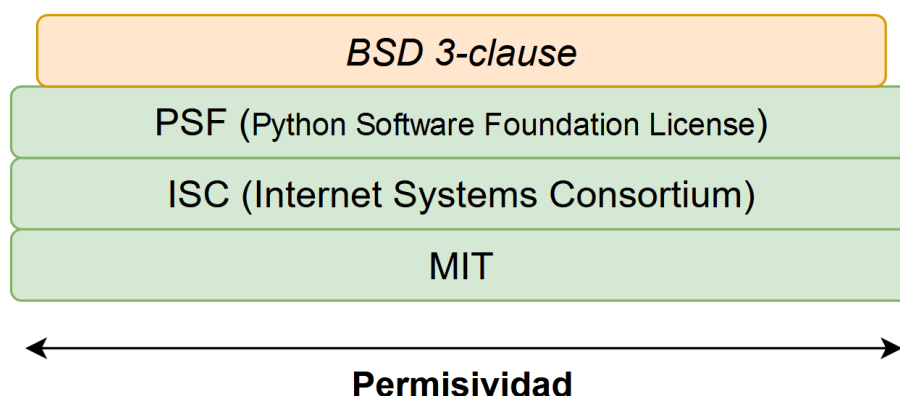 BSD 3-clause
PSF (Python Software Foundation License)
ISC (Internet Systems Consortium)
MIT
Permisividad